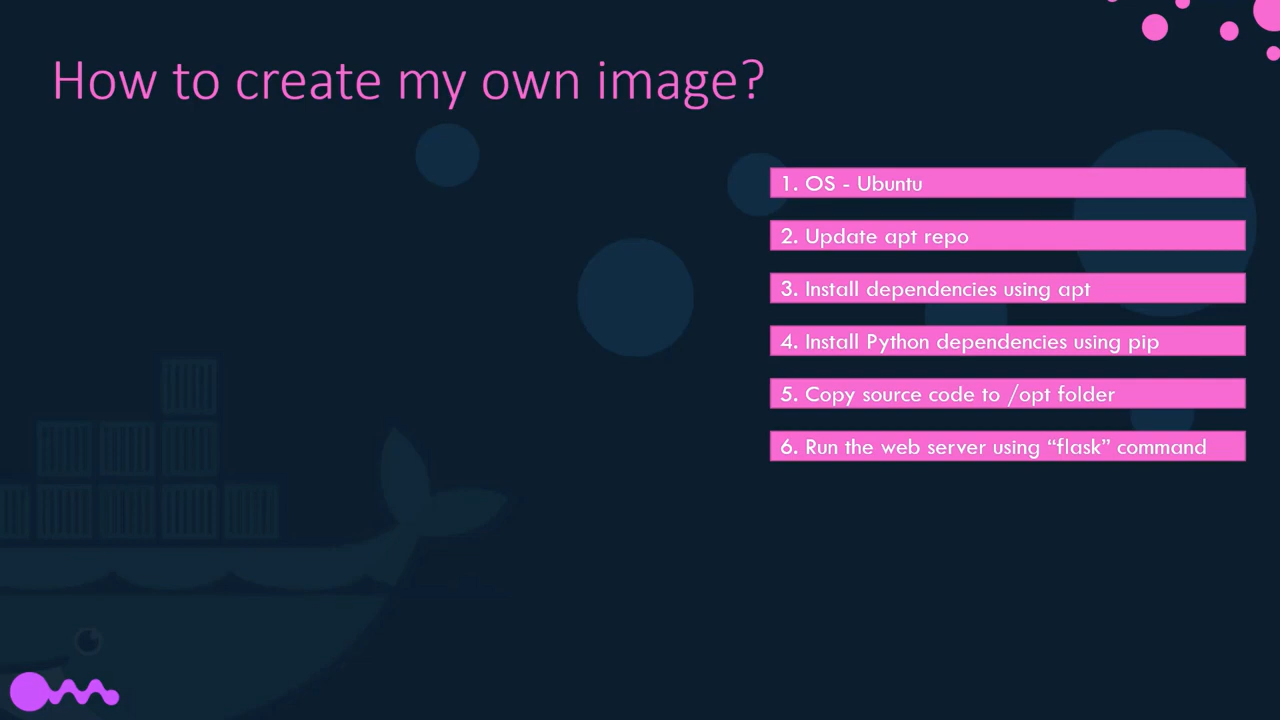 How to create my own image?
1. OS - Ubuntu
2. Update apt repo
3. Install dependencies using apt
4. Install Python dependencies using pip
5. Copy source code to /opt folder
6. Run the web server using “flask” command